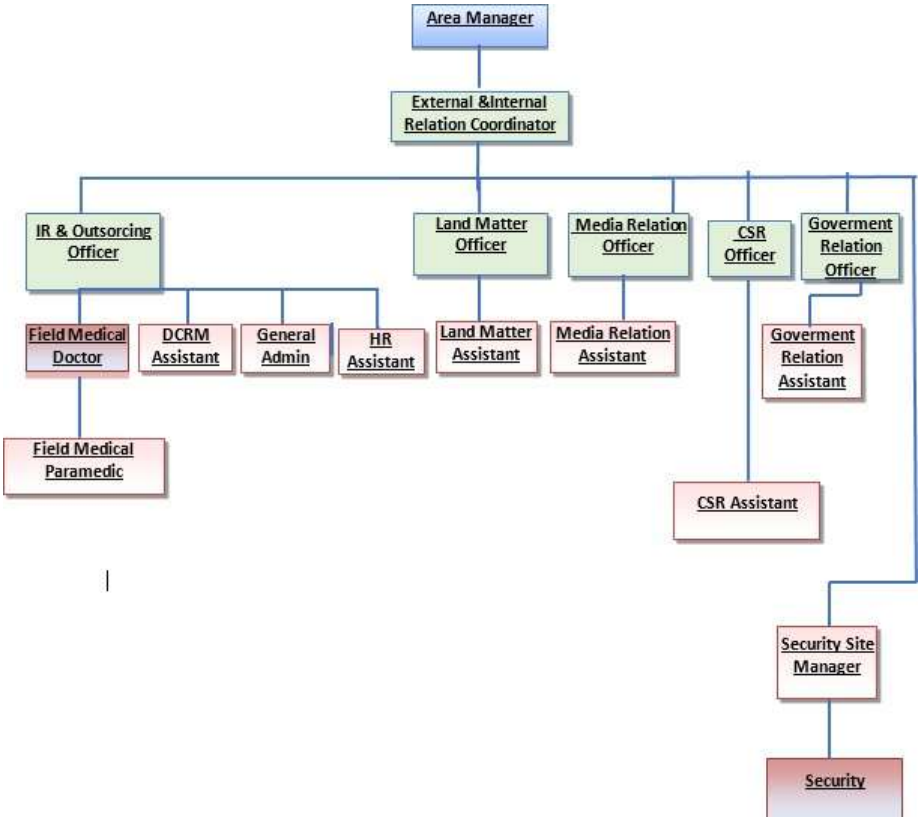 Area Manager
External &Internal
Relation Coordinator
IR & Outsorcing
Officer
Land Matter
Officer
Media Relation
Officer
CSR
Officer
Goverment
Relation
Officer
Field Medical
Doctor
DCRM
Assistant
General
Admin
HR
Assistant
Land Matter
Assistant
Media Relation
Assistant
Goverment
Relation
Assistant
Field Medical
Paramedic
CSR Assistant
Security Site
Manager
Security